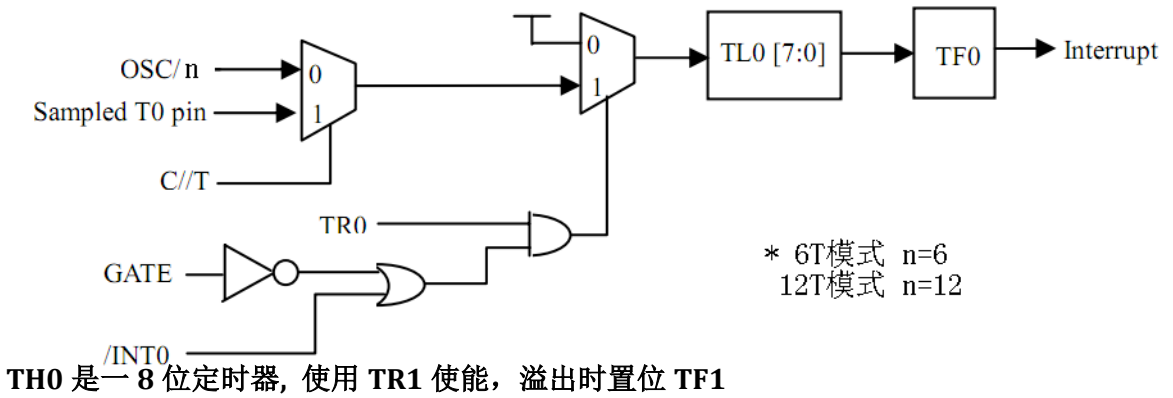 0
TL0 [7:0]
TF0
Interrupt
OSC/ n
0
1
Sampled T0 pin
1
C//T
TR0
GATE
* 6T模式 n=6
12T模式 n=12
/INT0
TH0 是一 8 位定时器, 使用 TR1 使能，溢出时置位 TF1